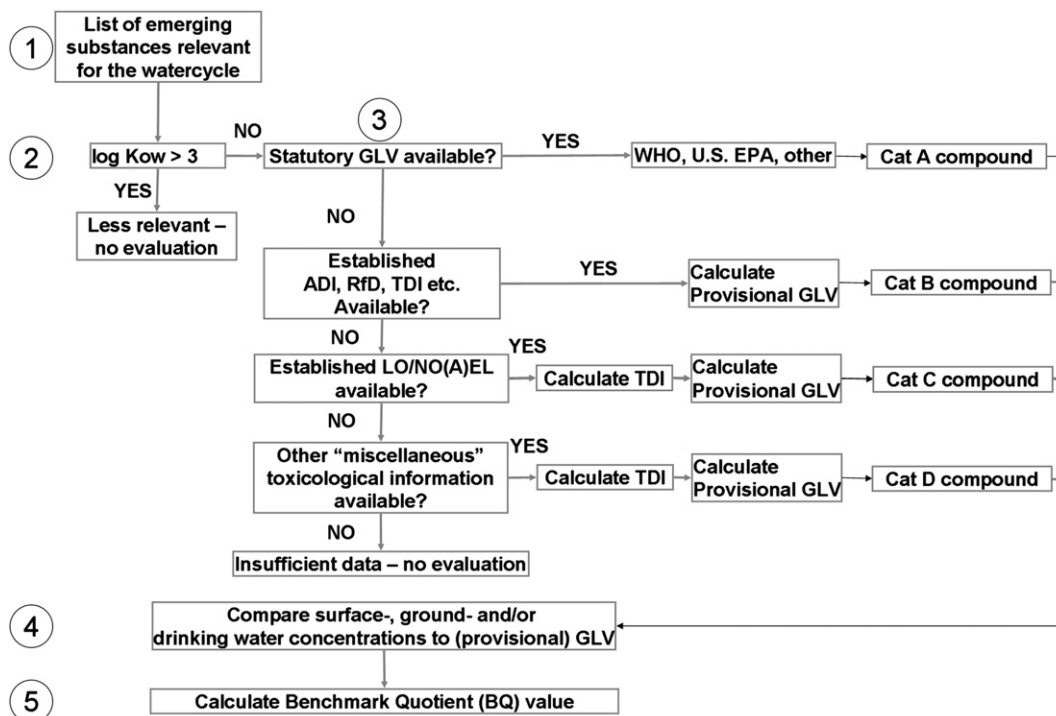 1
List of emerging
substances relevant
for the watercycle
2
log Kow > 3
NO
3
Statutory GLV available?
YES
WHO, U.S. EPA, other
Cat A compound
YES
Less relevant –
no evaluation
NO
Established
ADI, RfD, TDI etc.
Available?
YES
Calculate
Provisional GLV
Cat B compound
NO
Established LO/NO(A)EL
available?
YES
Calculate TDI
Calculate
Provisional GLV
Cat C compound
NO
Other “miscellaneous”
toxicological information
available?
YES
Calculate TDI
Calculate
Provisional GLV
Cat D compound
NO
Insufficient data – no evaluation
4
Compare surface-, ground- and/or
drinking water concentrations to (provisional) GLV
5
Calculate Benchmark Quotient (BQ) value